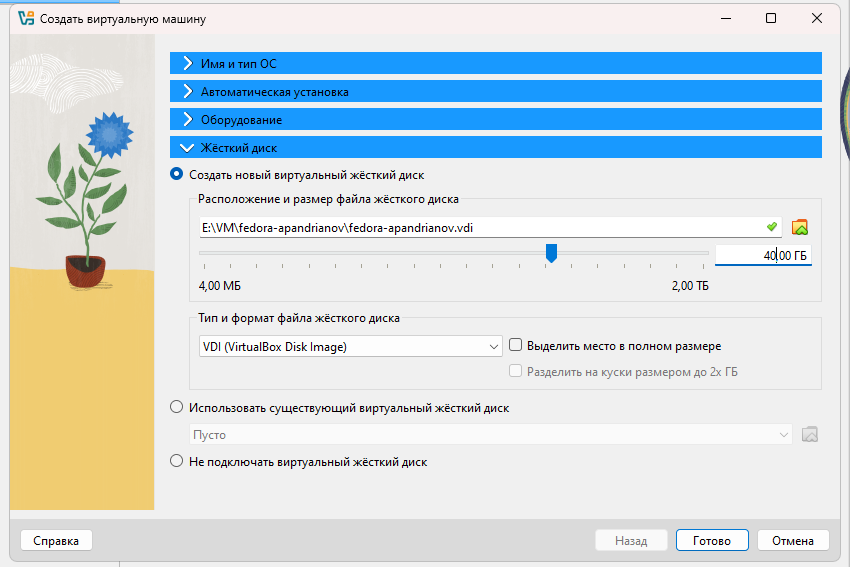 Создать виртуальную машину
Имя и тип ОС
Автоматическая установка
Оборудование
Жёсткий диск
Создать новый виртуальный жёсткий диск
Расположение и размер файла жёсткого диска
E:\VM\fedora-apandrianov\fedora-apandrianov.vdi
40,00 ГБ
4,00 МБ 2,00 ТБ
Тип и формат файла жёсткого диска
VDI (VirtualBox Disk Image) Выделить место в полном размере
Разделить на куски размером до 2х ГБ
Использовать существующий виртуальный жёсткий диск
Пусто
Не подключать виртуальный жёсткий диск
Справка Назад Готово Отмена